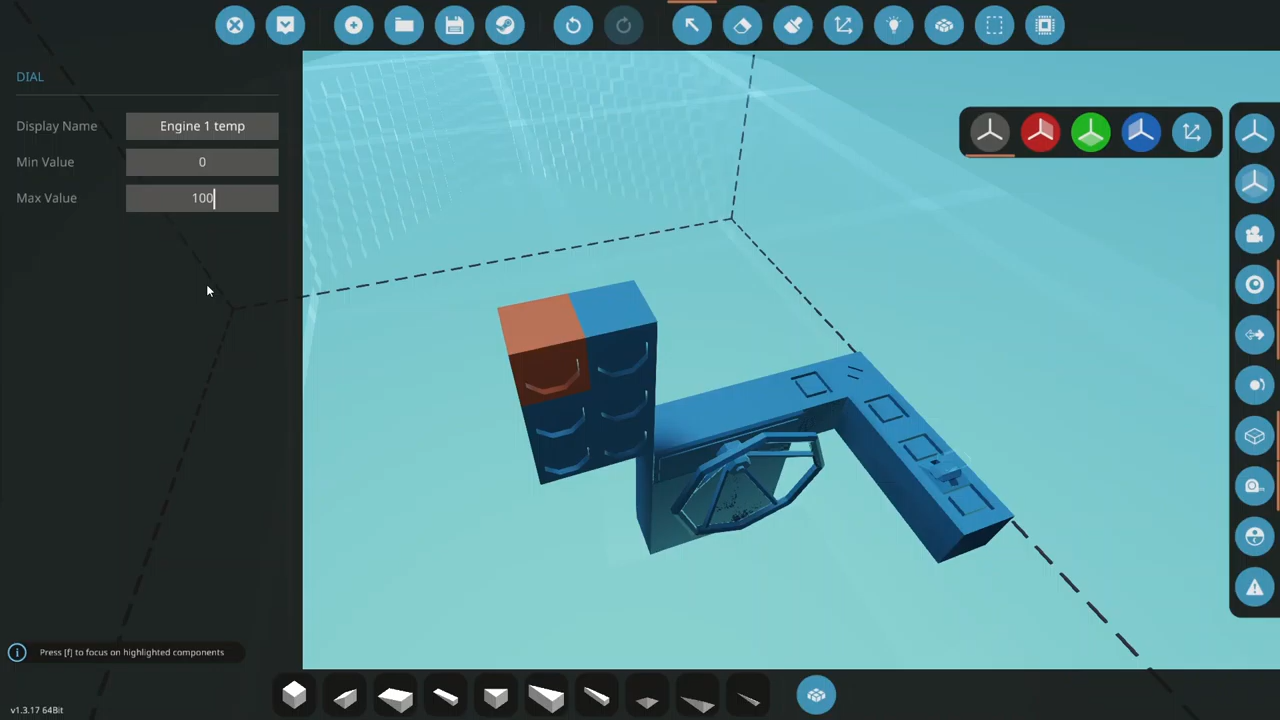 DIAL
Display Name Engine 1 temp
Min Value 0
Max Value 100
Press [f] to focus on highlighted components
v1.3.17 64Bit